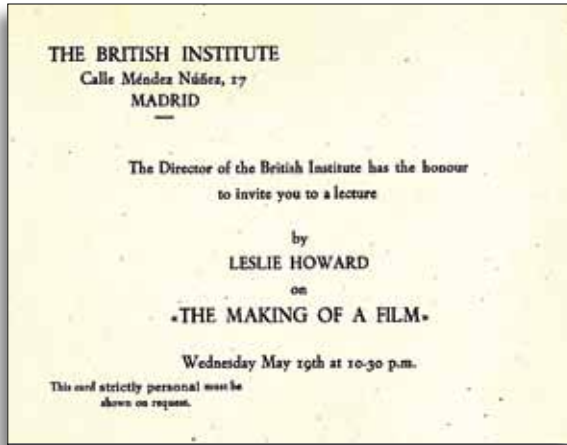 THE BRITISH INSTITUTE
Calle Méndez Núñez, 17
MADRID
The Director of the British Institute has the honour
to invite you to a lecture
by
LESLIE HOWARD
on
«THE MAKING OF A FILM»
Wednesday May 19th at 10-30 p.m.
This card strictly personal must be
shown on request.